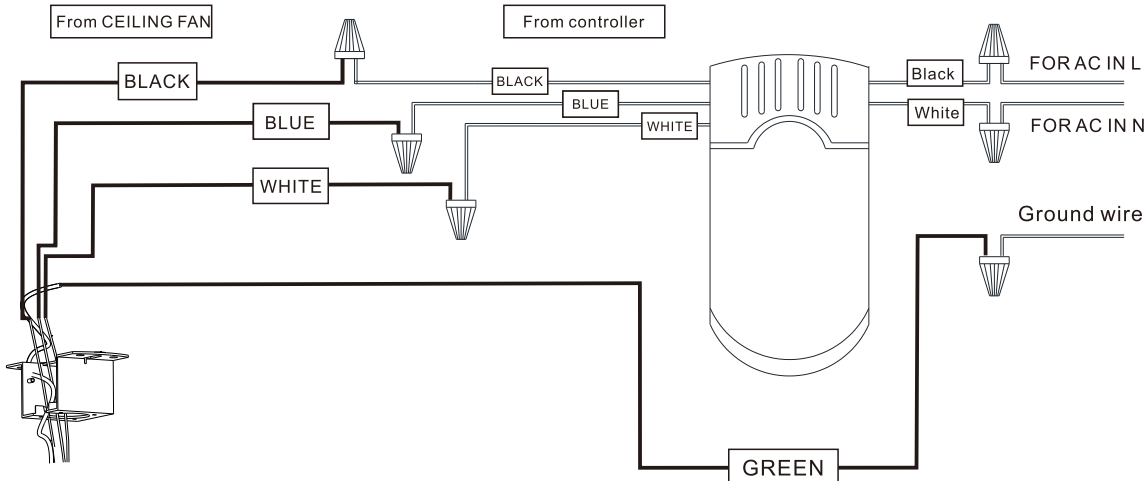 From CEILING FAN
From controller
BLACK
BLACK
Black
FOR AC IN L
BLUE
BLUE
White
FOR AC IN N
WHITE
WHITE
Ground wire
GREEN